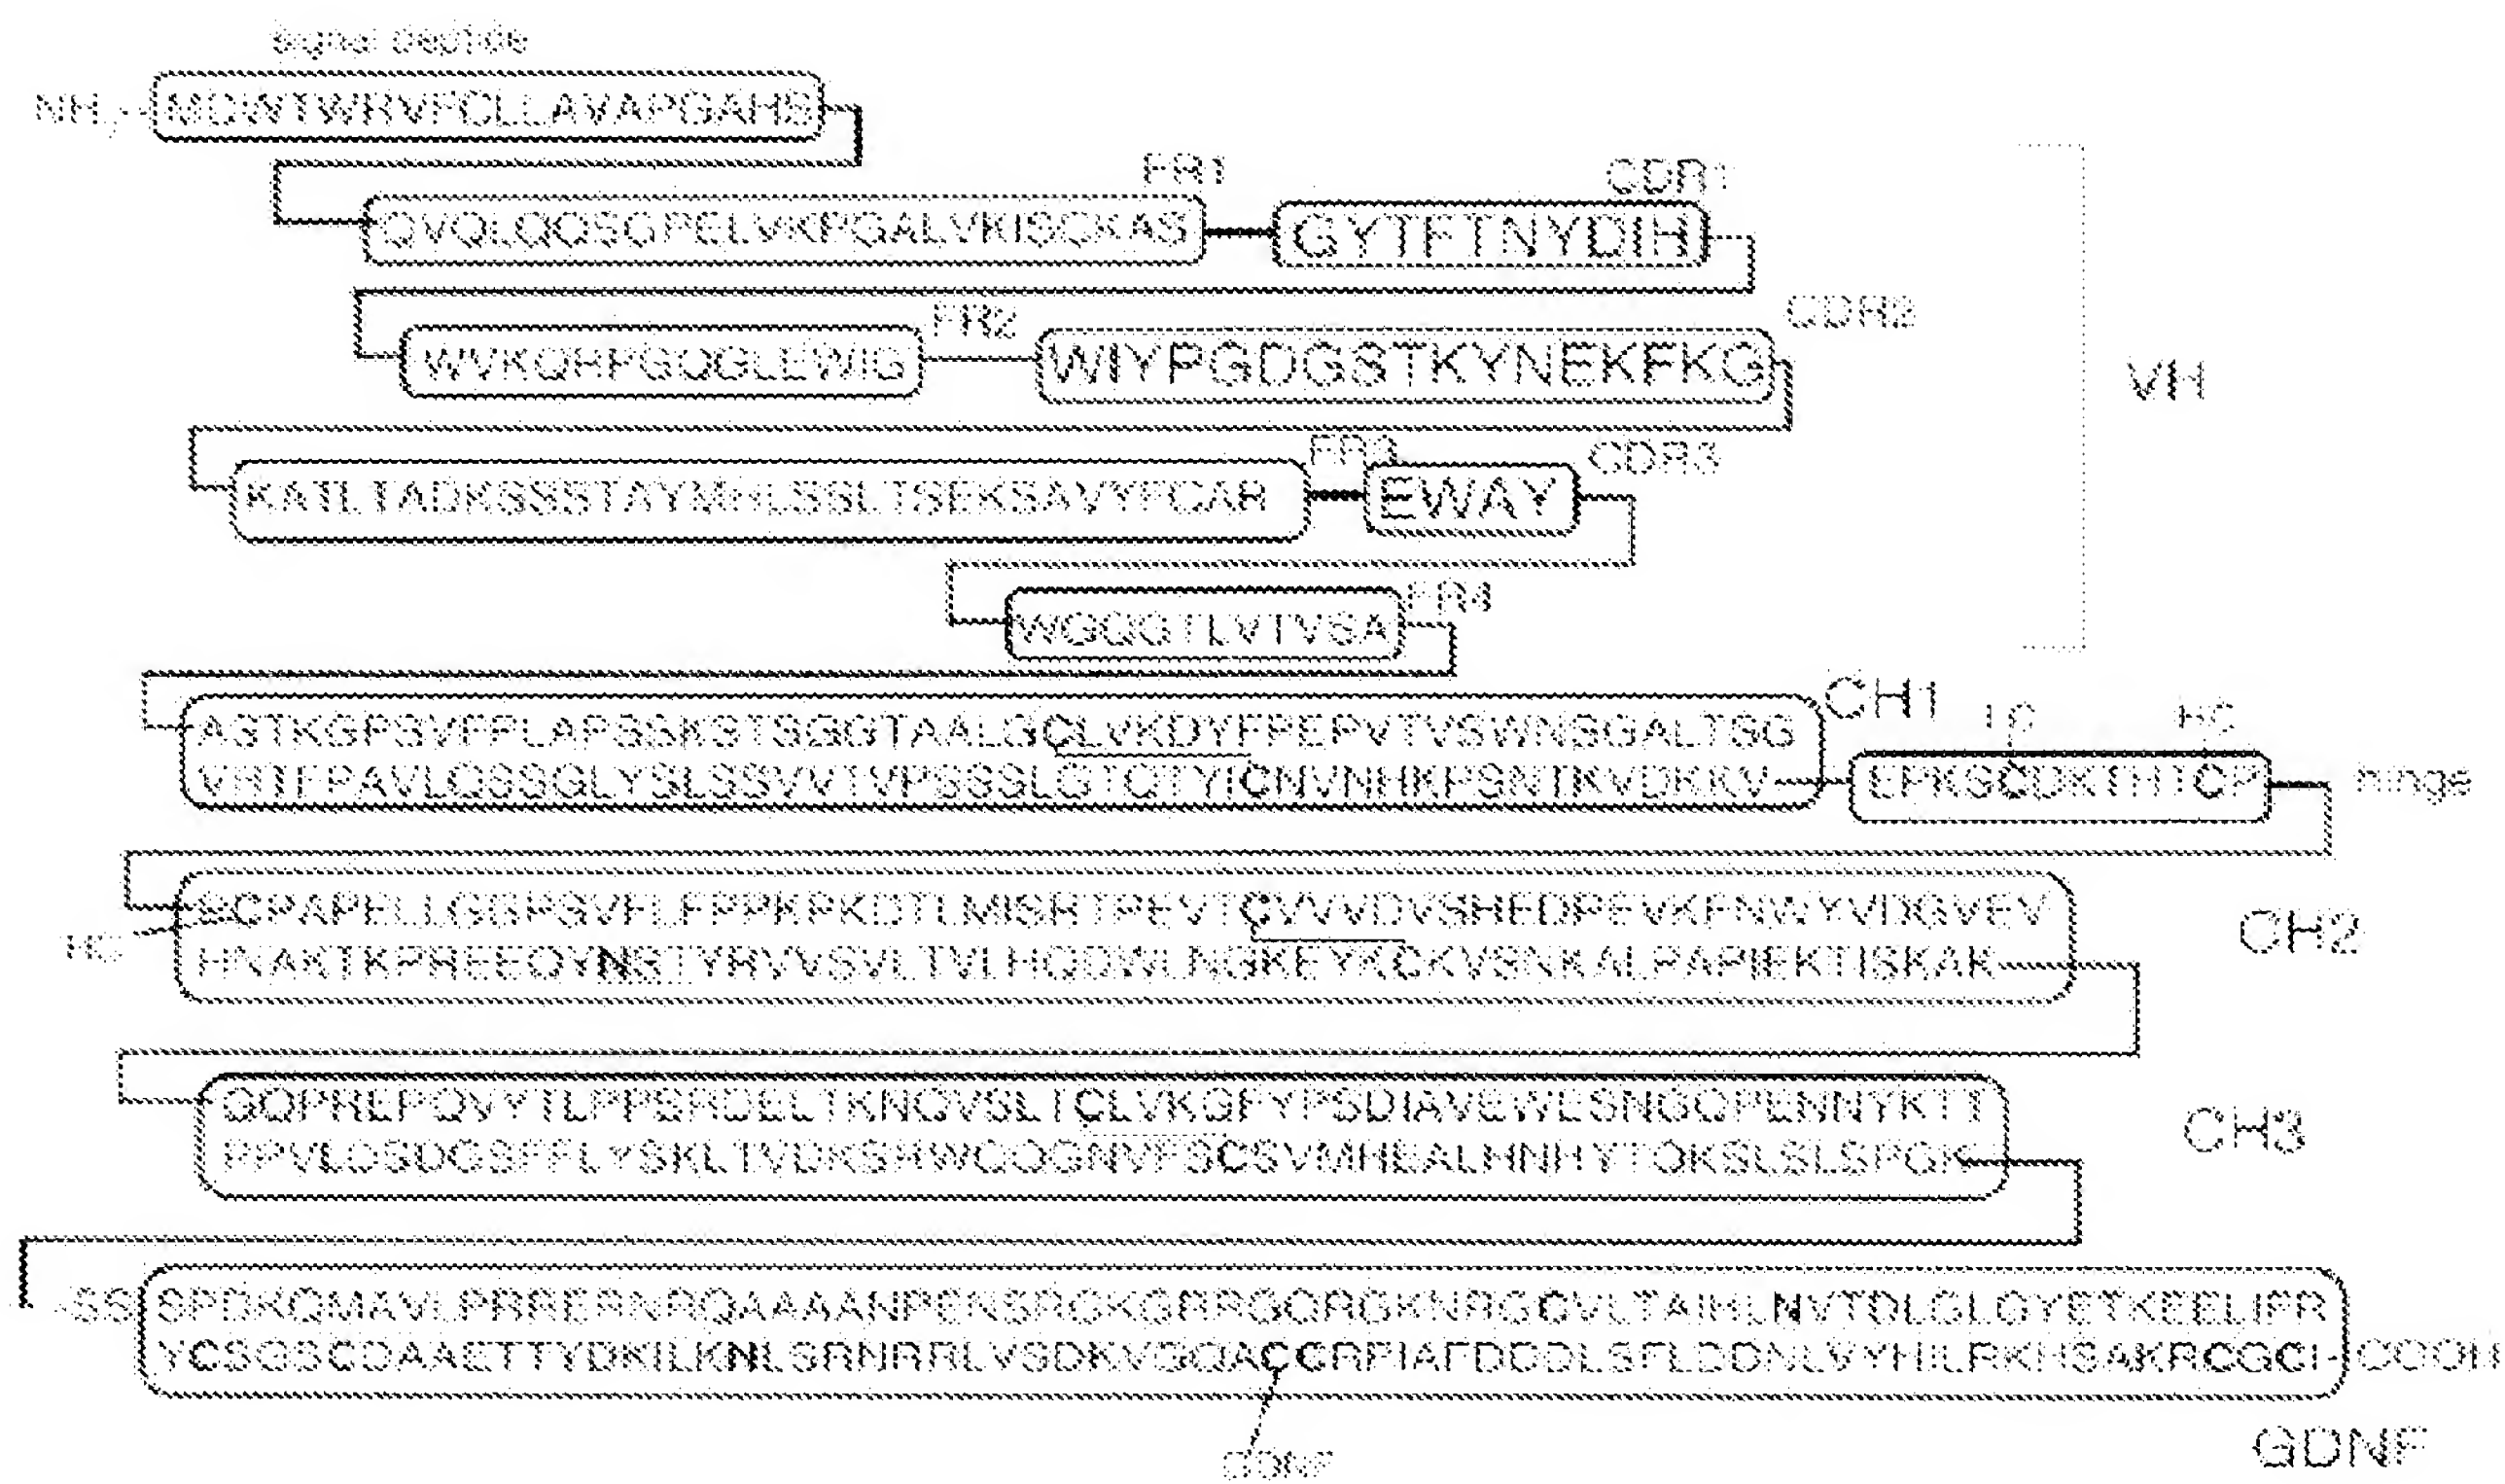 signal peptide
NH2- MDWTWRVFCLLAVAPGAHS
FR1 CDR1
QVQLQQSGPELVKPGALVKISCKAS GYTFTNYDIH
FR2 CDR2
WVKQRPGQGLEWIG WIYPGDGSTKYNEKFKG
VH
FR3 CDR3
KATLTADKSSSTAYMHLSSLTSEKSAVYFCAR EWAY
FR4
WGQGTLVTVSA
CH1 LC HC
ASTKGPSVFPLAPSSKSTSGGTAALGCLVKDYFPEPVTVSWNSGALTSG
VHTFPAVLQSSGLYSLSSVVTVPSSSLGTQTYICNVNHKPSNTKVDKKV EPKSCDKTHTCP hinge
PCPAPELLGGPSVFLFPPKPKDTLMISRTPEVTCVVVDVSHEDPEVKFNWYVDGVEV CH2
HC HNAKTKPREEQYNSTYRVVSVLTVLHQDWLNGKEYKCKVSNKALPAPIEKTISKAK
GQPREPQVYTLPPSRDELTKNQVSLTCLVKGFYPSDIAVEWESNGQPENNYKTT CH3
PPVLDSDGSFFLYSKLTVDKSRWQQGNVFSCSVMHEALHNHYTQKSLSLSPGK
-SS SPDKQMAVLPRRERNRQAAAANPENSRGKGRRGQRGKNRGCVLTAIHLNVTDLGLGYETKEELIFR
YCSGSCDAAETTYDKILKNLSRNRRLVSDKVGQACCRPIAFDDDLSFLDDNLVYHILRKHSAKRCGCI -COOH
GDNF
GDNF